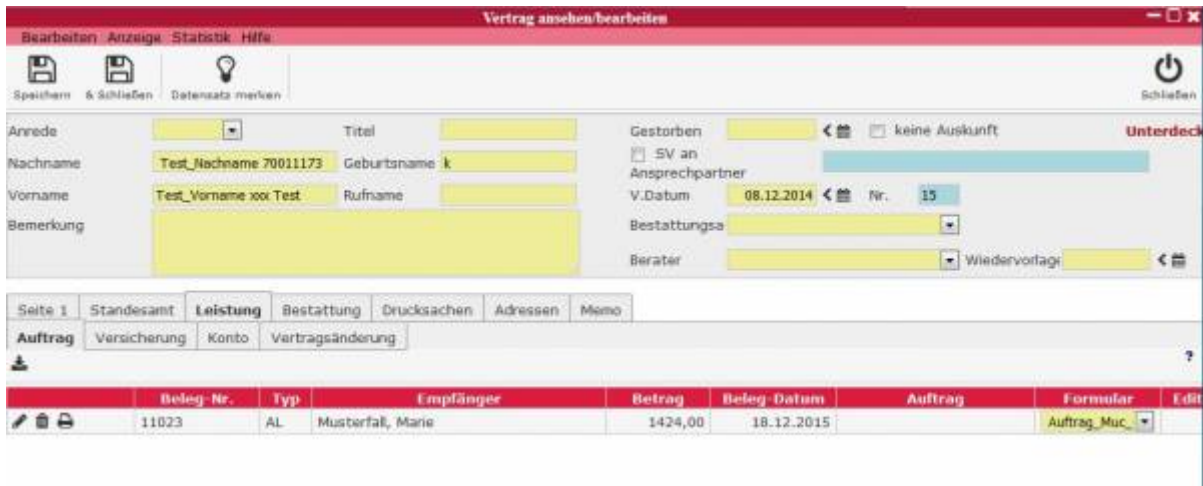 Vertrag ansehen/bearbeiten
Bearbeiten Anzeige Statistik Hilfe
Speichern & Schließen Datensatz merken Schließen
Anrede Titel Gestorben keine Auskunft Unterdeck
Nachname Test_Nachname 70011173 Geburtsname k SV an
Ansprechpartner
Vorname Test_Vorname xxx Test Rufname V.Datum 08.12.2014 Nr. 15
Bemerkung Bestattungsa
Berater Wiedervorlage
Seite 1 Standesamt Leistung Bestattung Drucksachen Adressen Memo
Auftrag Versicherung Konto Vertragsänderung
?
Beleg-Nr. Typ Empfänger Betrag Beleg-Datum Auftrag Formular Edit
11023 AL Musterfall, Marie 1424,00 18.12.2015 Auftrag_Muc_